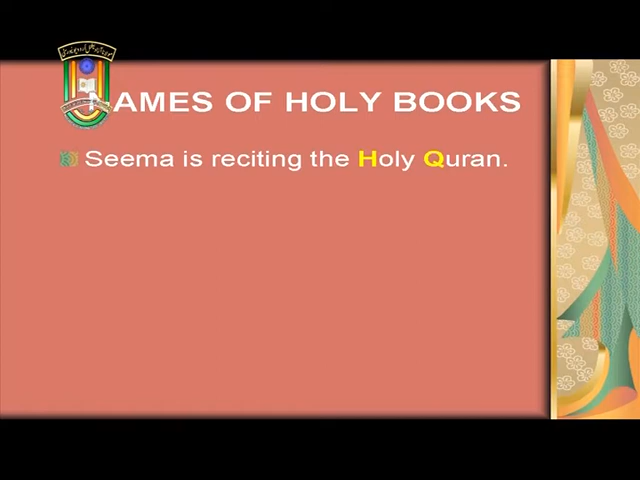 AMES OF HOLY BOOKS
Seema is reciting the Holy Quran.